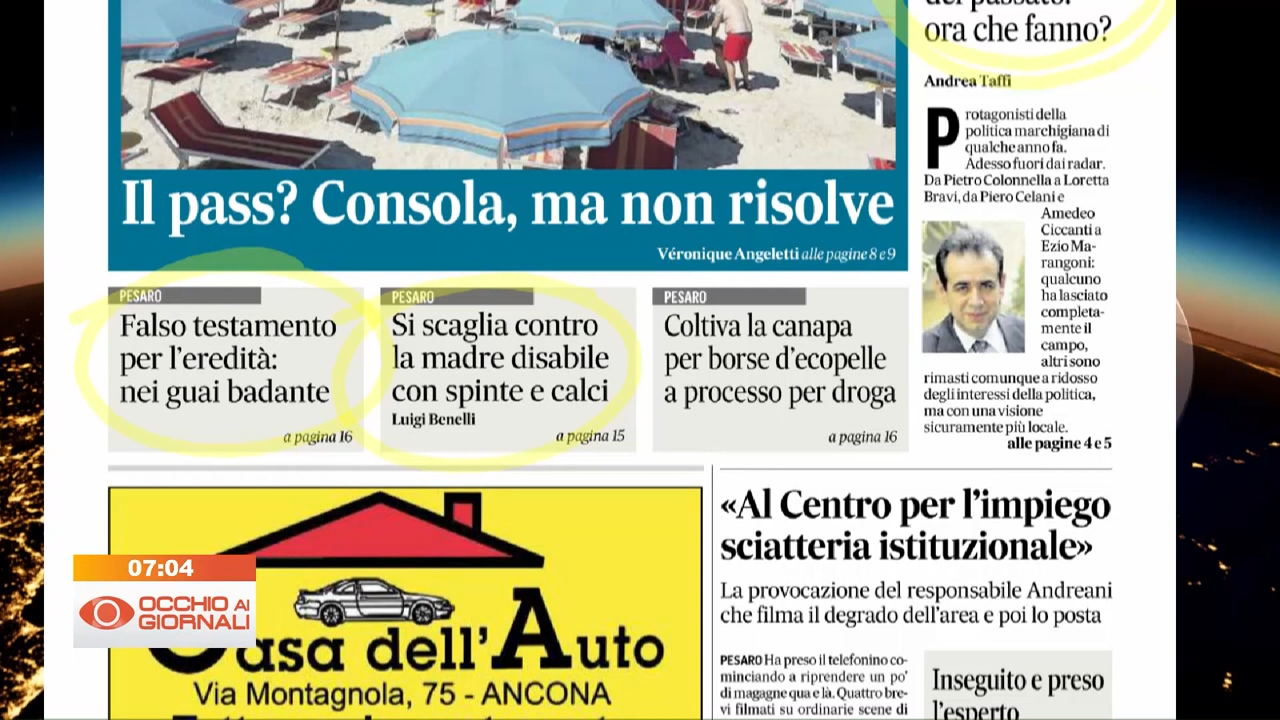 del passato:
ora che fanno?
Andrea Taffi
Protagonisti della
politica marchigiana di
qualche anno fa.
Adesso fuori dai radar.
Da Pietro Colonnella a Loretta
Bravi, da Piero Celani e
Amedeo
Ciccanti a
Ezio Ma-
rangoni:
qualcuno
ha lasciato
completa-
mente il
campo,
altri sono
rimasti comunque a ridosso
degli interessi della politica,
ma con una visione
sicuramente più locale.
alle pagine 4 e 5
Il pass? Consola, ma non risolve
Véronique Angeletti alle pagine 8 e 9
PESARO
Falso testamento
per l'eredità:
nei guai badante
a pagina 16
PESARO
Si scaglia contro
la madre disabile
con spinte e calci
Luigi Benelli
a pagina 15
PESARO
Coltiva la canapa
per borse d'ecopelle
a processo per droga
a pagina 16
Casa dell'Auto
Via Montagnola, 75 - ANCONA
«Al Centro per l'impiego
sciatteria istituzionale»
La provocazione del responsabile Andreani
che filma il degrado dell'area e poi lo posta
PESARO Ha preso il telefonino co-
minciando a riprendere un po'
di magagne qua e là. Quattro bre-
vi filmati su ordinarie scene di
Inseguito e preso
l'esperto
07:04
OCCHIO AI
GIORNALI